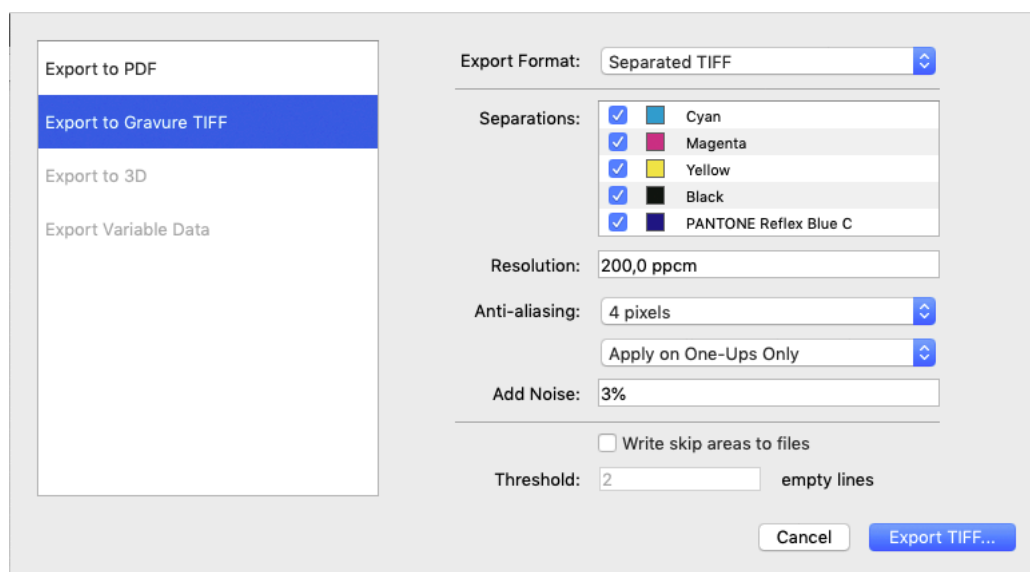 Export to PDF
Export to Gravure TIFF
Export to 3D
Export Variable Data
Export Format: Separated TIFF
Separations: Cyan
Magenta
Yellow
Black
PANTONE Reflex Blue C
Resolution: 200,0 ppcm
Anti-aliasing: 4 pixels
Apply on One-Ups Only
Add Noise: 3%
Write skip areas to files
Threshold: 2 empty lines
Cancel Export TIFF...